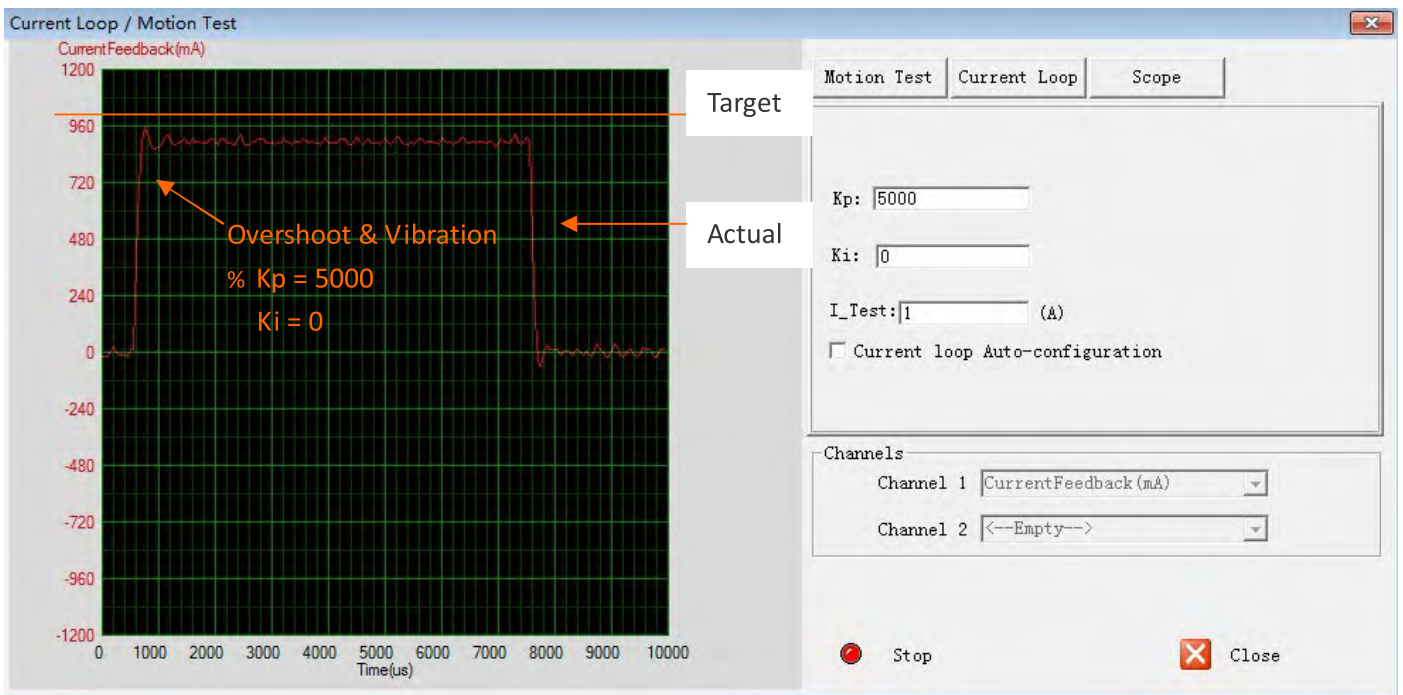 Current Loop / Motion Test
CurrentFeedback(mA)
1200
960
720
480
240
0
-240
-480
-720
-960
-1200
0 1000 2000 3000 4000 5000 6000 7000 8000 9000 10000
Time(us)
Target
Actual
Overshoot & Vibration
% Kp = 5000
Ki = 0
Motion Test Current Loop Scope
Kp: 5000
Ki: 0
I_Test: 1 (A)
Current loop Auto-configuration
Channels
Channel 1 CurrentFeedback(mA)
Channel 2 <--Empty-->
Stop Close